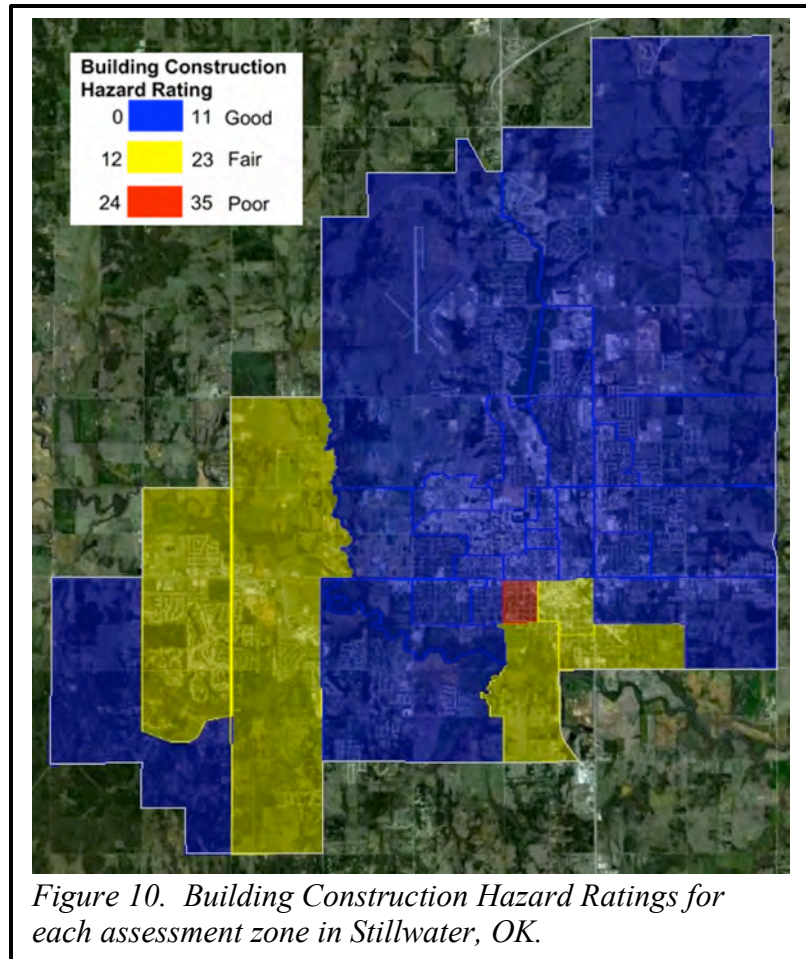 Building Construction
Hazard Rating
0 11 Good
12 23 Fair
24 35 Poor
Figure 10. Building Construction Hazard Ratings for
each assessment zone in Stillwater, OK.